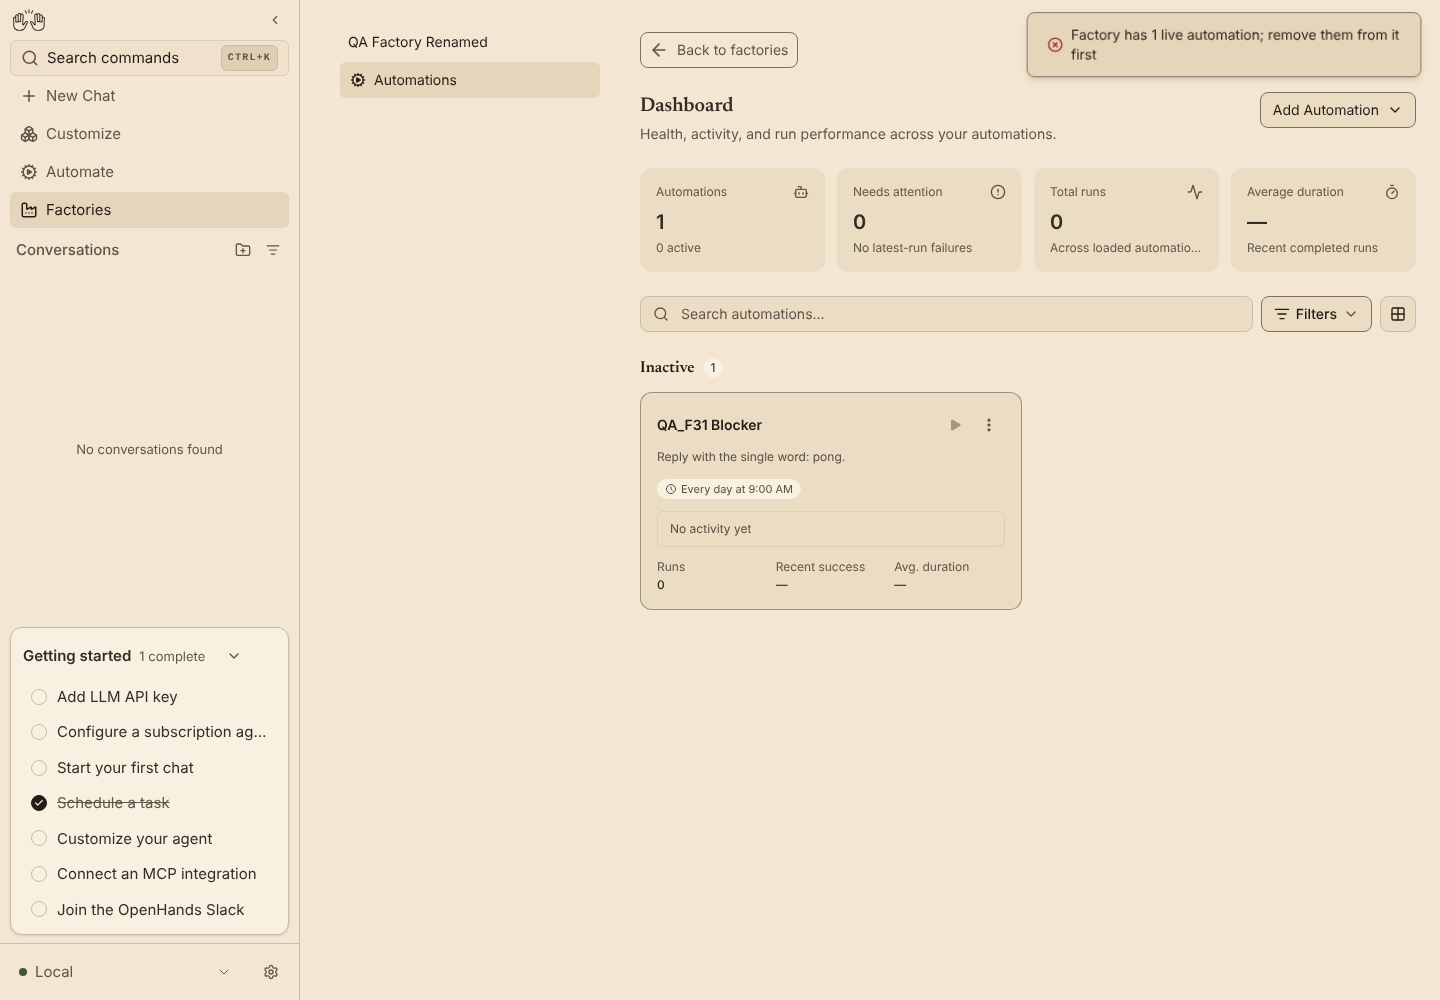 Search commands
CTRL+K
New Chat
Customize
Automate
Factories
Conversations
No conversations found
Getting started 1 complete
Add LLM API key
Configure a subscription ag...
Start your first chat
Schedule a task
Customize your agent
Connect an MCP integration
Join the OpenHands Slack
Local
QA Factory Renamed
Automations
Back to factories
Factory has 1 live automation; remove them from it
first
Dashboard
Health, activity, and run performance across your automations.
Add Automation
Automations
1
0 active
Needs attention
0
No latest-run failures
Total runs
0
Across loaded automatio...
Average duration
—
Recent completed runs
Search automations...
Filters
Inactive 1
QA_F31 Blocker
Reply with the single word: pong.
Every day at 9:00 AM
No activity yet
Runs
0
Recent success
—
Avg. duration
—